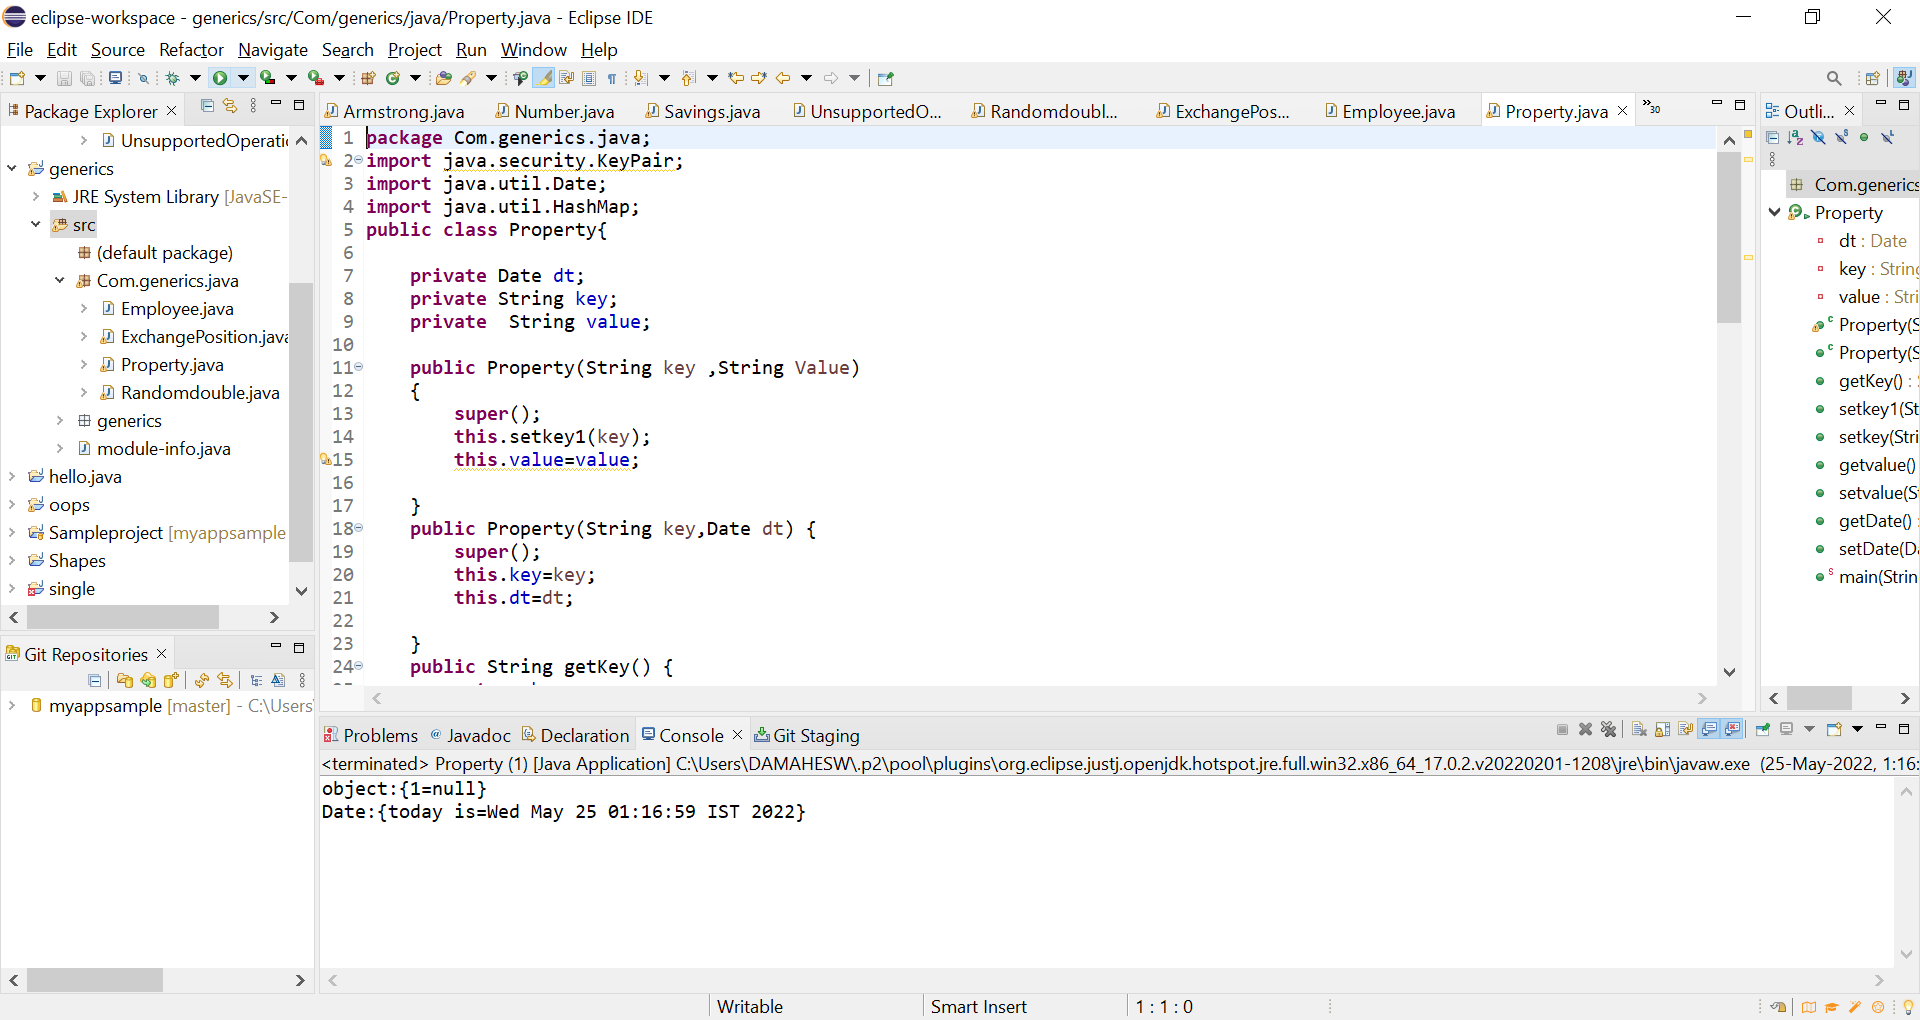 eclipse-workspace - generics/src/Com/generics/java/Property.java - Eclipse IDE
File Edit Source Refactor Navigate Search Project Run Window Help
Package Explorer
UnsupportedOperati
generics
JRE System Library [JavaSE-
src
(default package)
Com.generics.java
Employee.java
ExchangePosition.java
Property.java
Randomdouble.java
generics
module-info.java
hello.java
oops
Sampleproject [myappsample
Shapes
single
Git Repositories
myappsample [master] - C:\Users
Armstrong.java Number.java Savings.java UnsupportedO... Randomdoubl... ExchangePos... Employee.java Property.java »30
1 package Com.generics.java;
2 import java.security.KeyPair;
3 import java.util.Date;
4 import java.util.HashMap;
5 public class Property{
6
7 private Date dt;
8 private String key;
9 private  String value;
10
11 public Property(String key ,String Value)
12 {
13 super();
14 this.setkey1(key);
15 this.value=value;
16
17 }
18 public Property(String key,Date dt) {
19 super();
20 this.key=key;
21 this.dt=dt;
22
23 }
24 public String getKey() {
Outli...
Com.generics
Property
dt : Date
key : String
value : Stri
Property(S
Property(S
getKey() :
setkey1(St
setkey(Stri
getvalue()
setvalue(S
getDate() :
setDate(D
main(Strin
Problems @ Javadoc Declaration Console Git Staging
<terminated> Property (1) [Java Application] C:\Users\DAMAHESW\.p2\pool\plugins\org.eclipse.justj.openjdk.hotspot.jre.full.win32.x86_64_17.0.2.v20220201-1208\jre\bin\javaw.exe (25-May-2022, 1:16:
object:{1=null}
Date:{today is=Wed May 25 01:16:59 IST 2022}
Writable Smart Insert 1 : 1 : 0